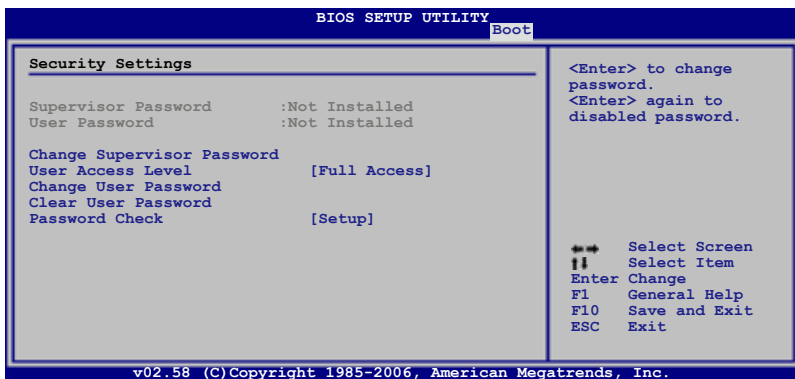 BIOS SETUP UTILITY
Boot
Security Settings
Supervisor Password :Not Installed
User Password :Not Installed
Change Supervisor Password
User Access Level [Full Access]
Change User Password
Clear User Password
Password Check [Setup]
<Enter> to change
password.
<Enter> again to
disabled password.
←→ Select Screen
↑↓ Select Item
Enter Change
F1 General Help
F10 Save and Exit
ESC Exit
v02.58 (C)Copyright 1985-2006, American Megatrends, Inc.